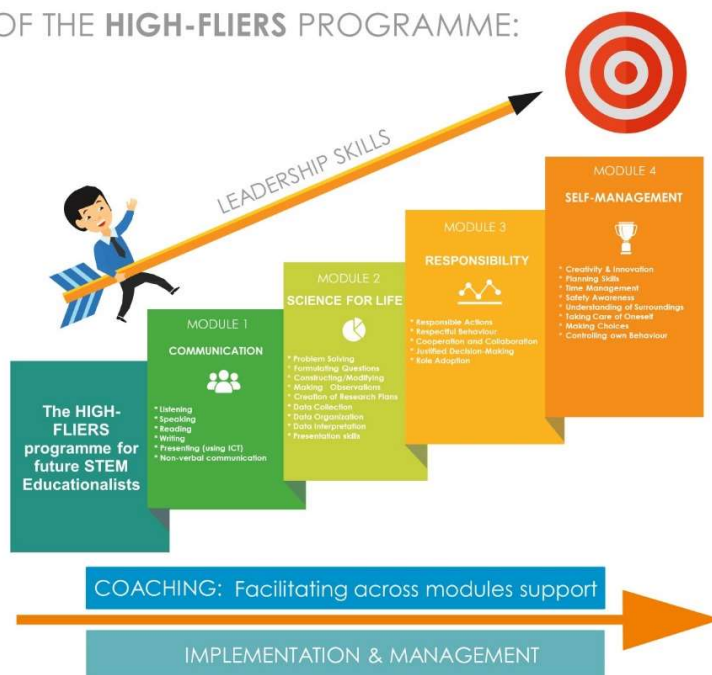 OF THE HIGH-FLIERS PROGRAMME:
LEADERSHIP SKILLS
The HIGH-
FLIERS
programme for
future STEM
Educationalists
MODULE 1
COMMUNICATION
* Listening
* Speaking
* Reading
* Writing
* Presenting (using ICT)
* Non-verbal communication
MODULE 2
SCIENCE FOR LIFE
* Problem Solving
* Formulating Questions
* Constructing/Modifying
* Making Observations
* Creation of Research Plans
* Data Collection
* Data Organization
* Data Interpretation
* Presentation skills
MODULE 3
RESPONSIBILITY
* Responsible Actions
* Respectful Behaviour
* Cooperation and Collaboration
* Justified Decision-Making
* Role Adoption
MODULE 4
SELF-MANAGEMENT
* Creativity & Innovation
* Planning Skills
* Time Management
* Safety Awareness
* Understanding of Surroundings
* Taking Care of Oneself
* Making Choices
* Controlling own Behaviour
COACHING: Facilitating across modules support
IMPLEMENTATION & MANAGEMENT